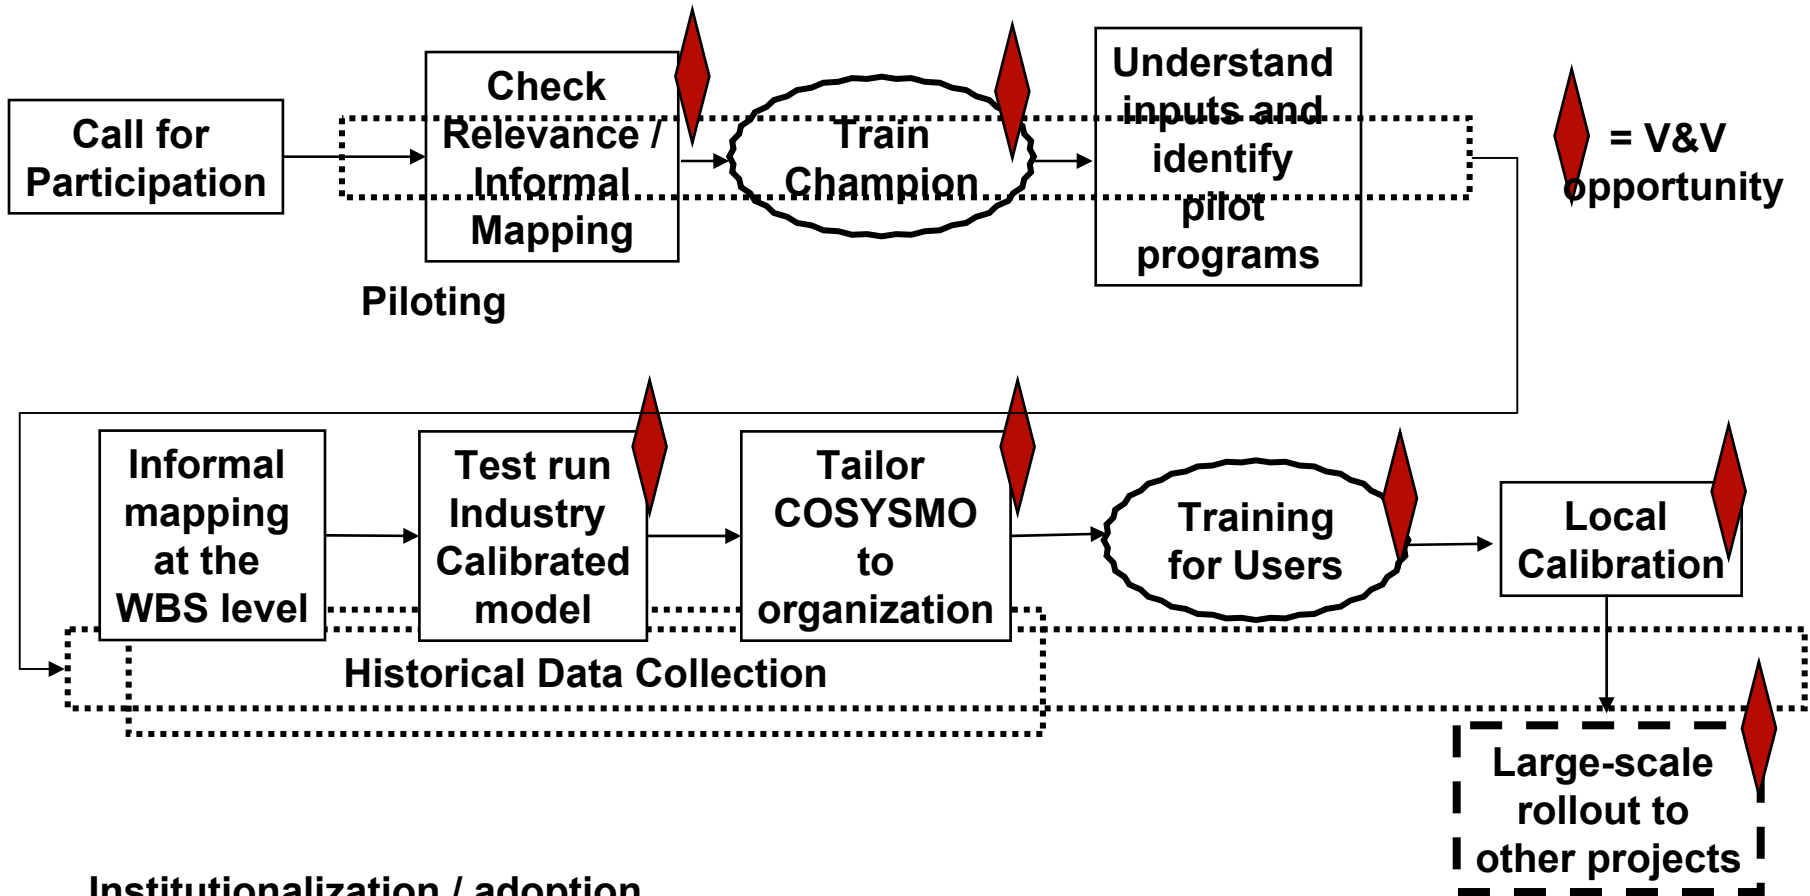 Call for
Participation
Check
Relevance /
Informal
Mapping
Train
Champion
Understand
inputs and
identify
pilot
programs
= V&V
opportunity
Piloting
Informal
mapping
at the
WBS level
Test run
Industry
Calibrated
model
Tailor
COSYSMO
to
organization
Training
for Users
Local
Calibration
Historical Data Collection
Large-scale
rollout to
other projects
Institutionalization / adoption